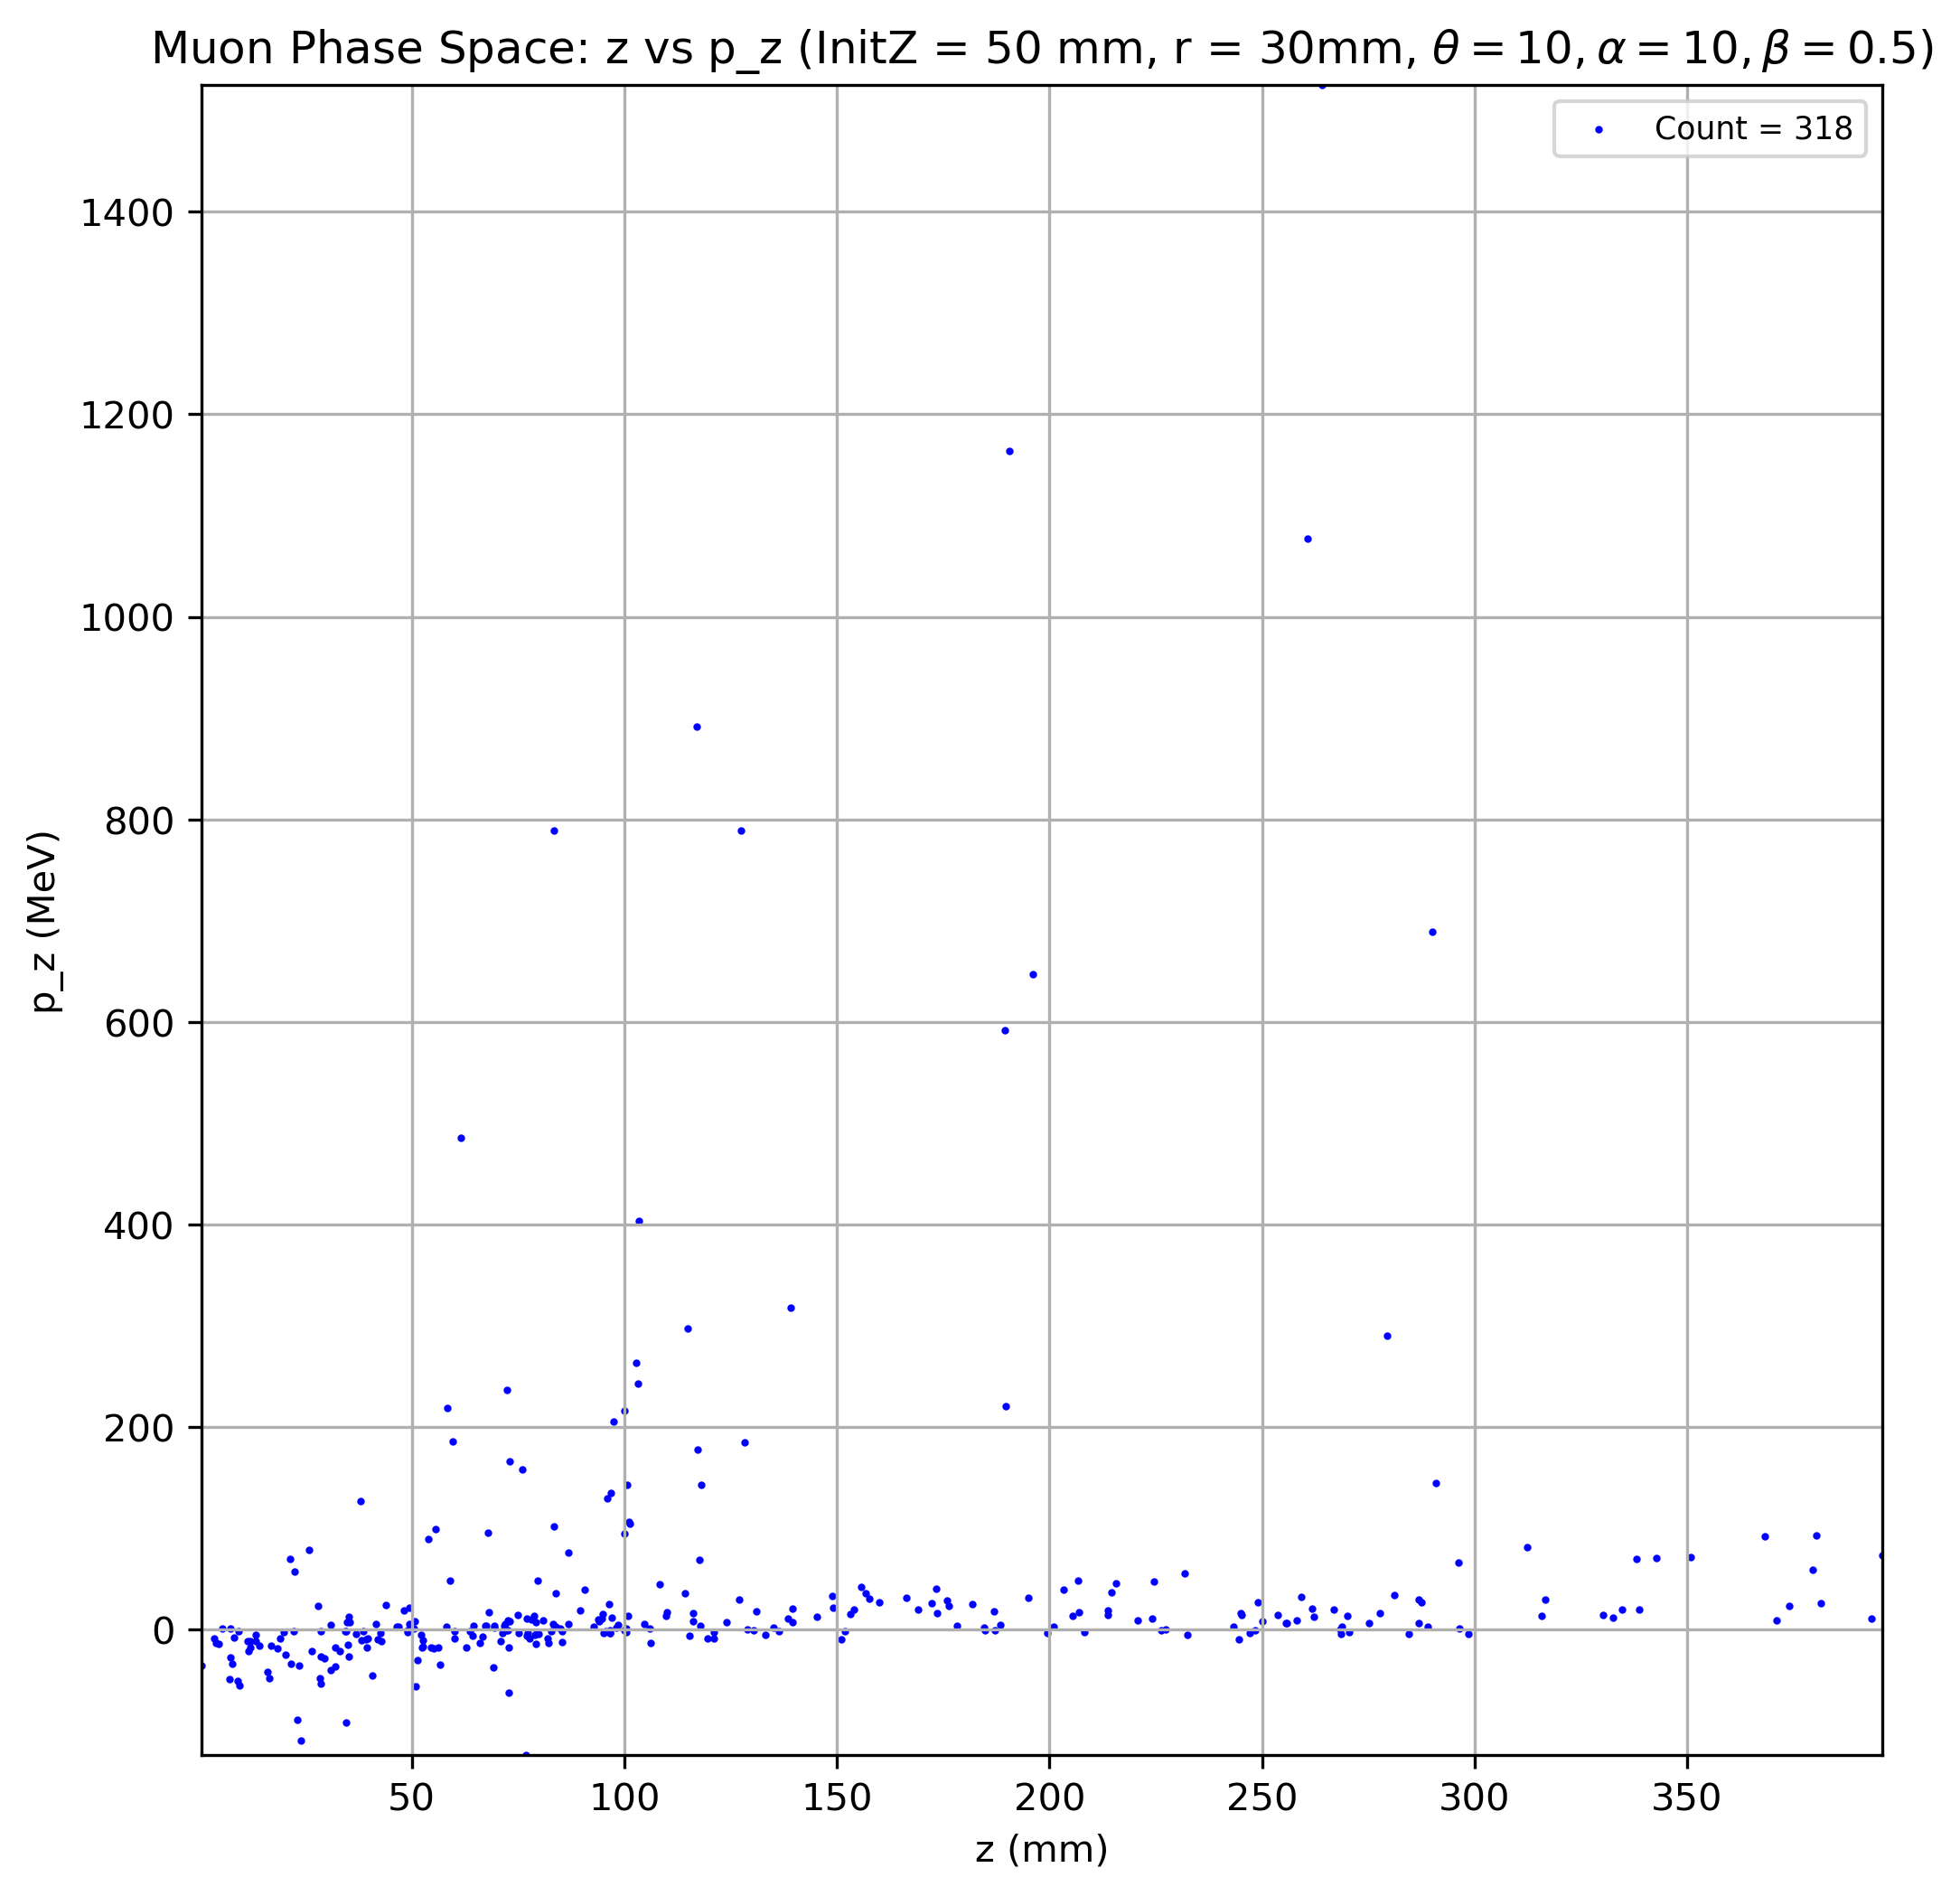 Muon Phase Space: z vs p_z (InitZ = 50 mm, r = 30mm, θ = 10, α = 10, β = 0.5)
Count = 318
1400
1200
1000
800
600
400
200
0
p_z (MeV)
50 100 150 200 250 300 350
z (mm)